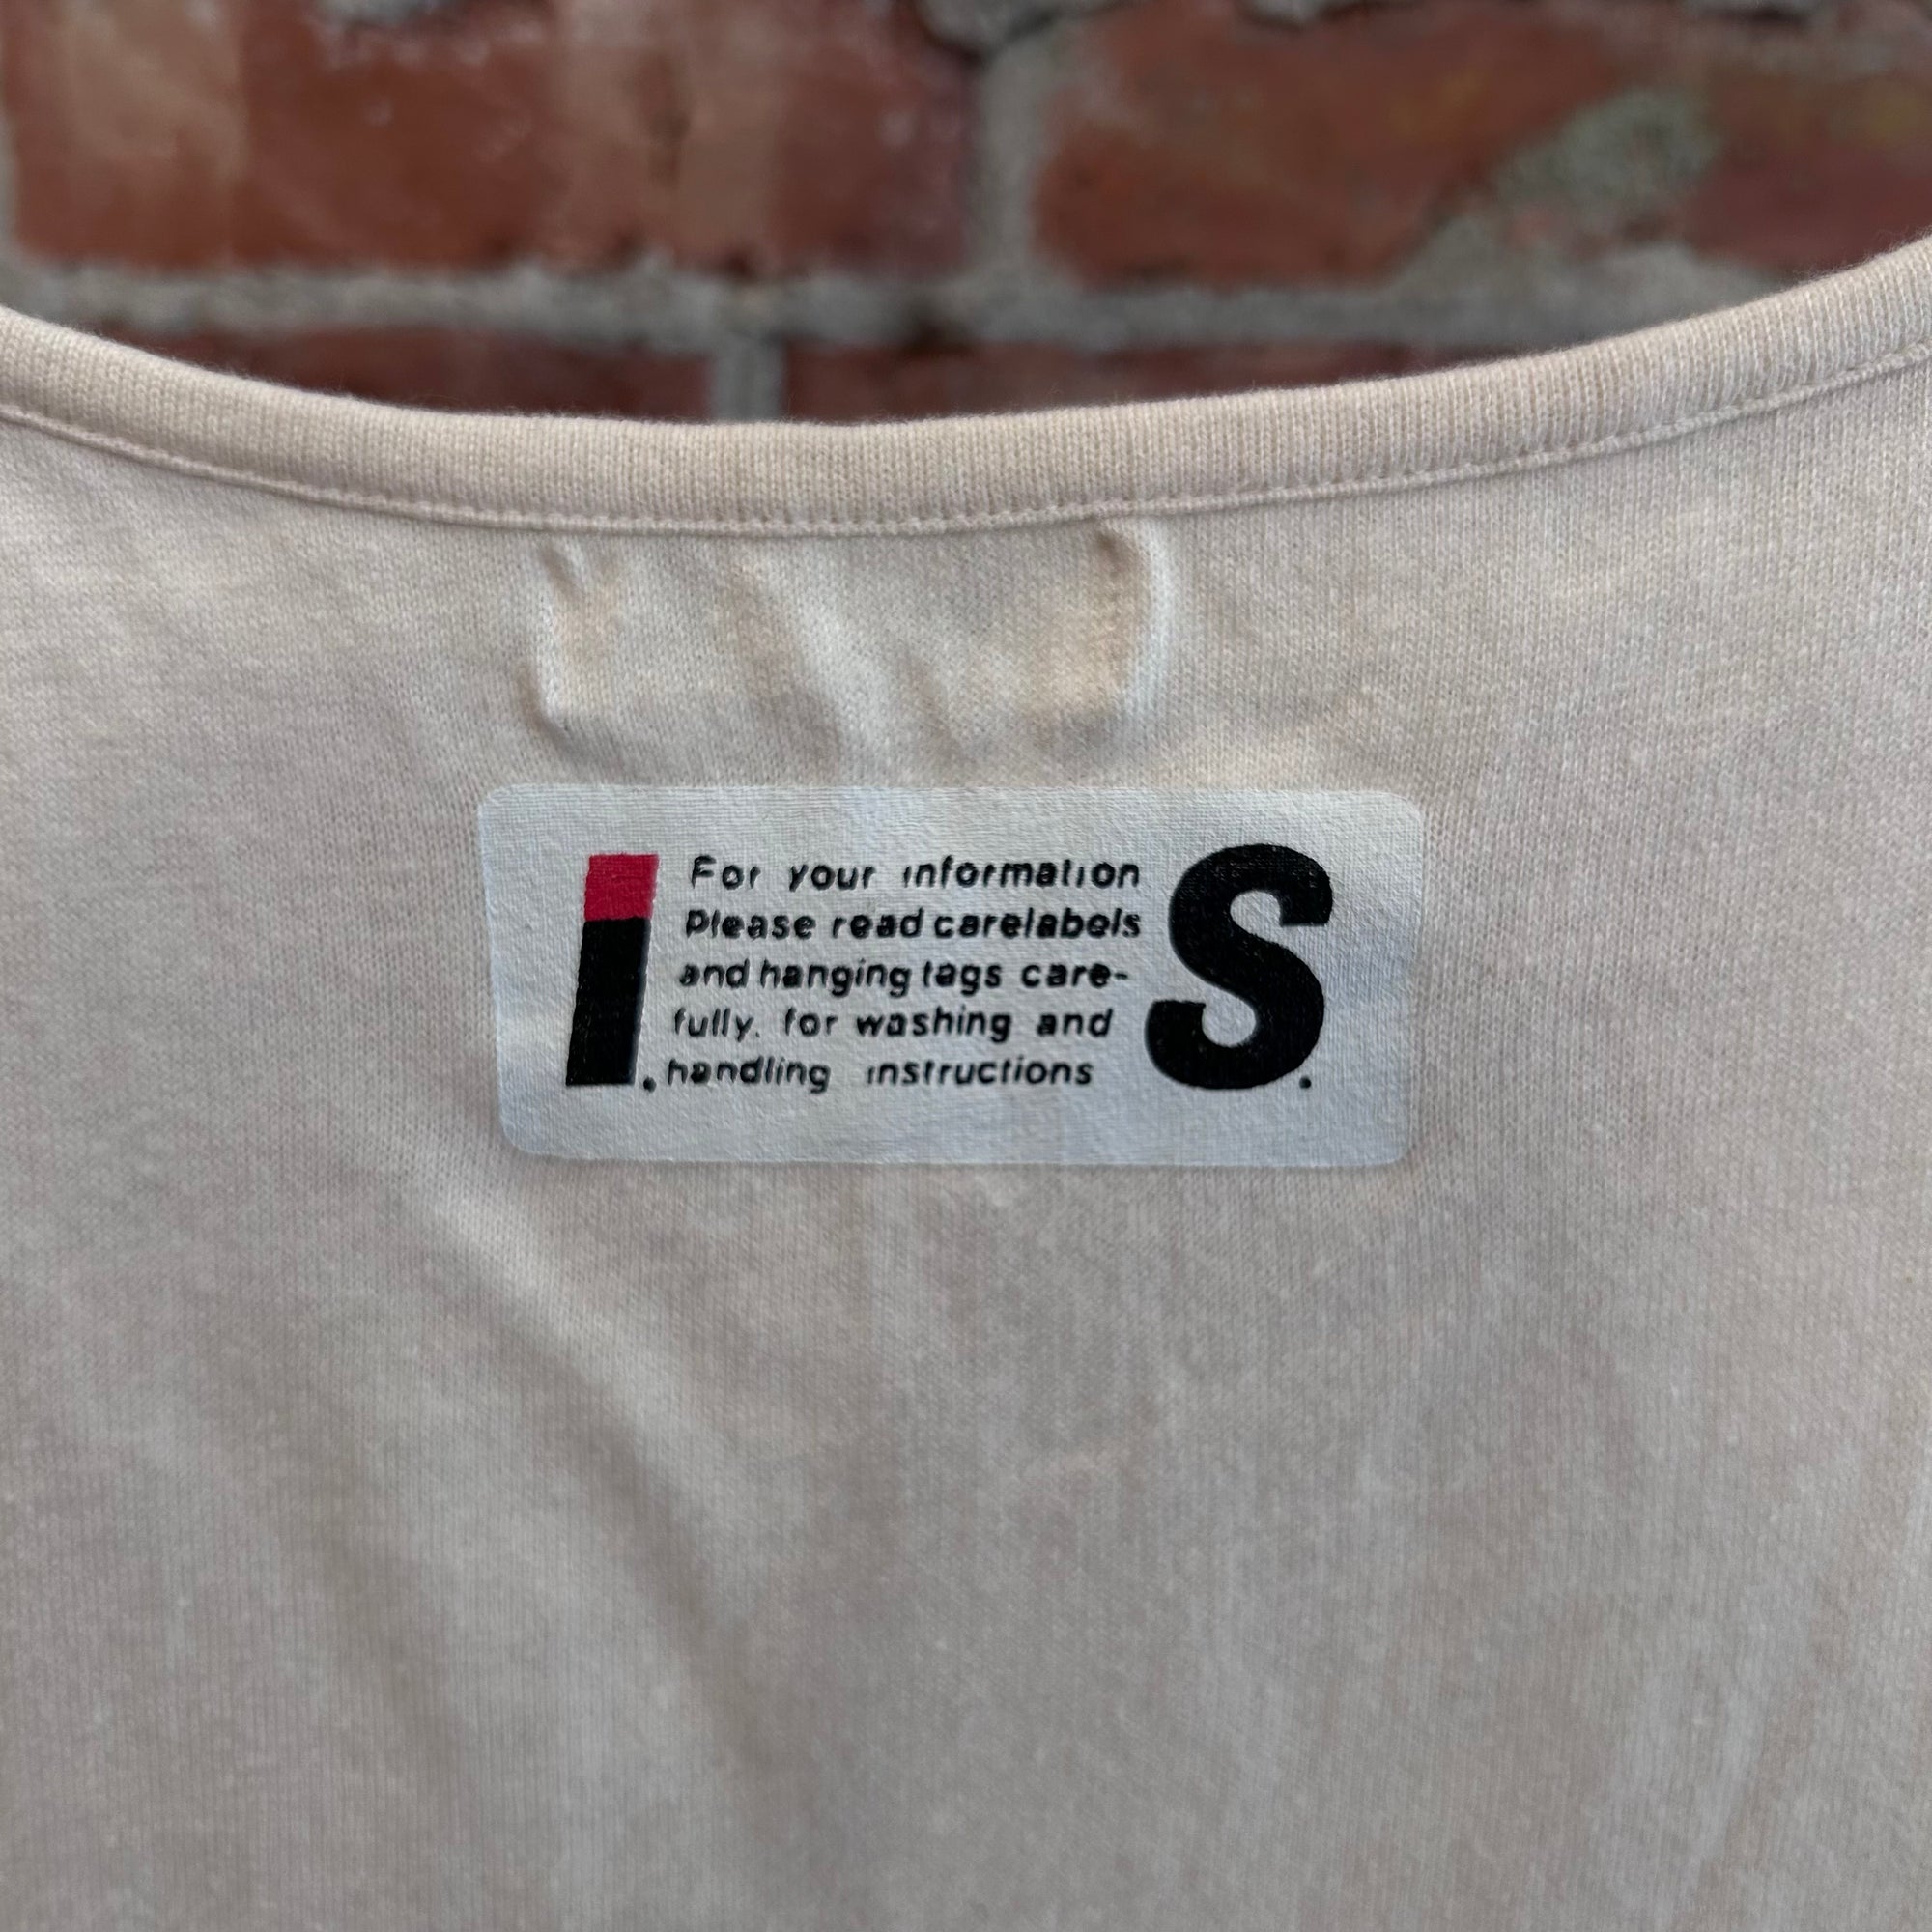 I. S.
For your information
Please read carelabels
and hanging tags care-
fully. for washing and
handling instructions